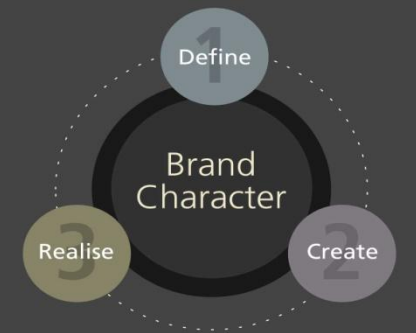 1
Define
Brand
Character
3
Realise
2
Create